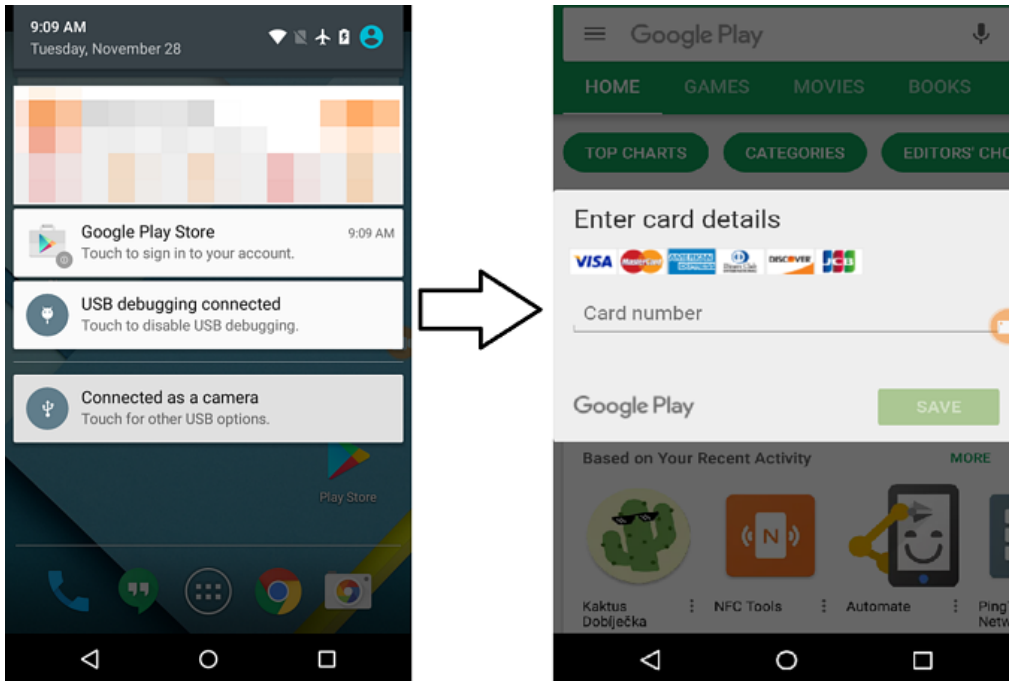 9:09 AM
Tuesday, November 28
Google Play Store
9:09 AM
Touch to sign in to your account.
USB debugging connected
Touch to disable USB debugging.
Connected as a camera
Touch for other USB options.
Play Store
Google Play
HOME GAMES MOVIES BOOKS
TOP CHARTS CATEGORIES EDITORS' CHO
Enter card details
VISA MasterCard AMERICAN EXPRESS Diners Club DISCOVER JCB
Card number
Google Play SAVE
Based on Your Recent Activity MORE
N
Kaktus NFC Tools Automate Ping
Dobiječka Netw